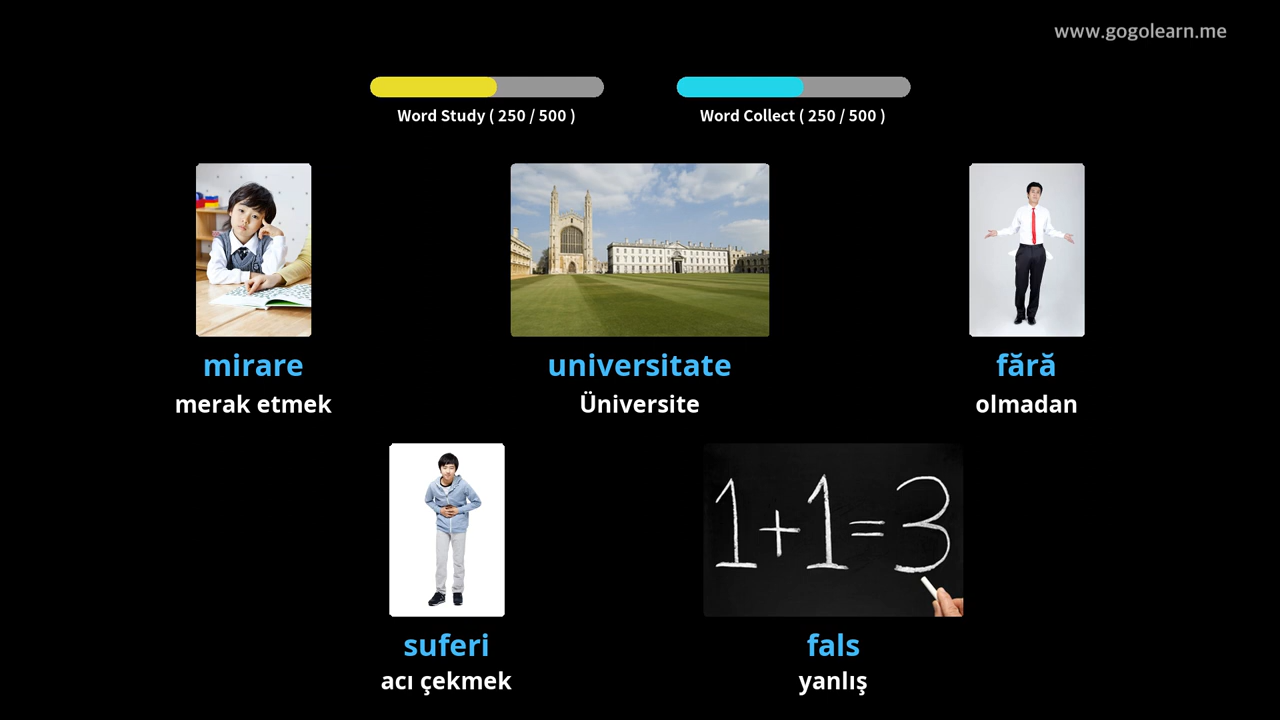 www.gogolearn.me
Word Study ( 250 / 500 )
Word Collect ( 250 / 500 )
mirare
merak etmek
universitate
Üniversite
fără
olmadan
1+1=3
suferi
acı çekmek
fals
yanlış